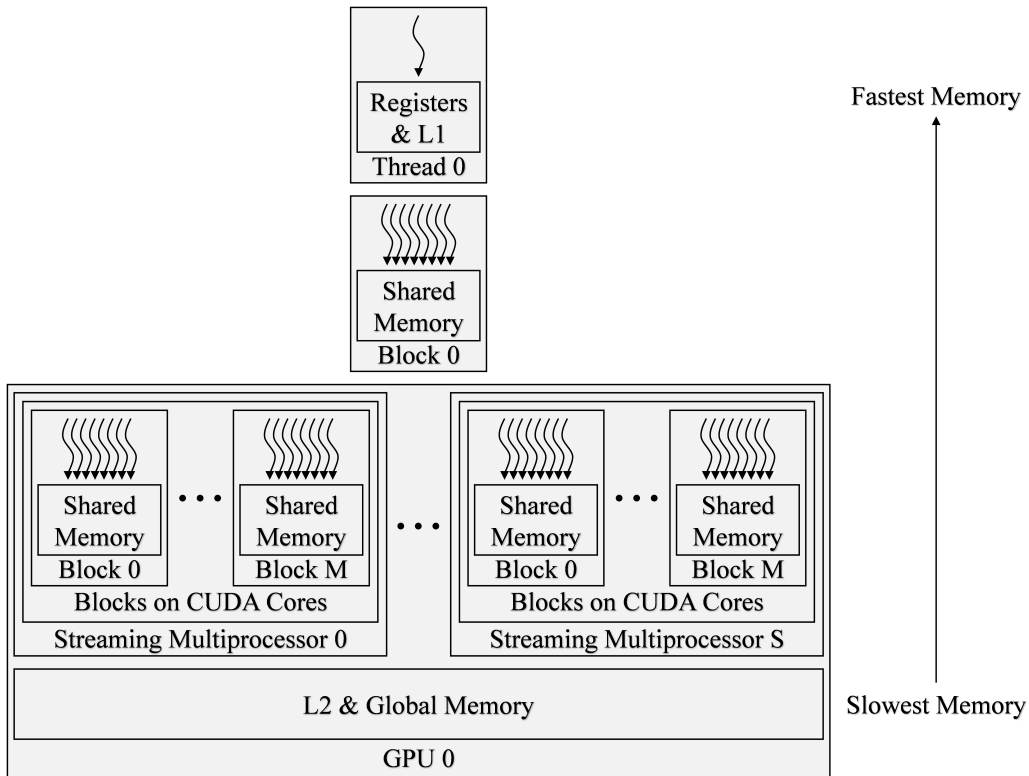 Registers
& L1
Thread 0
Fastest Memory
Shared
Memory
Block 0
Shared
Memory
Block 0
Shared
Memory
Block M
Blocks on CUDA Cores
Streaming Multiprocessor 0
Shared
Memory
Block 0
Shared
Memory
Block M
Blocks on CUDA Cores
Streaming Multiprocessor S
L2 & Global Memory
Slowest Memory
GPU 0